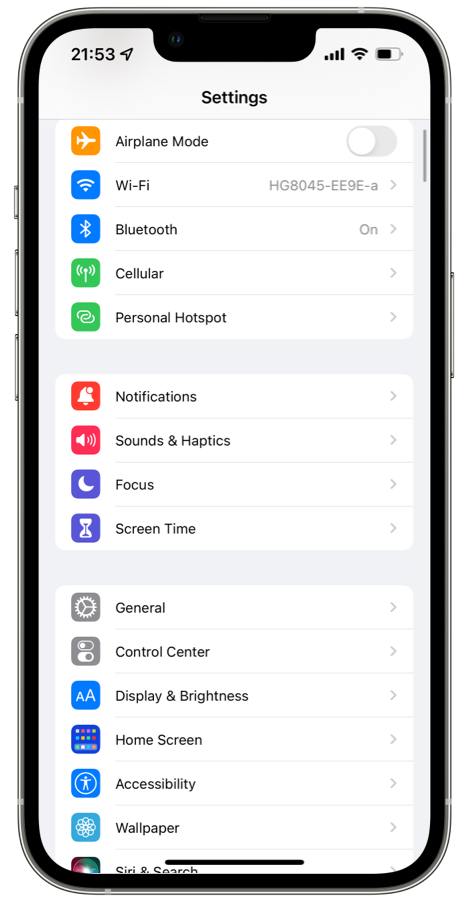 21:53
Settings
Airplane Mode
Wi-Fi HG8045-EE9E-a
Bluetooth On
Cellular
Personal Hotspot
Notifications
Sounds & Haptics
Focus
Screen Time
General
Control Center
AA Display & Brightness
Home Screen
Accessibility
Wallpaper
Siri & Search